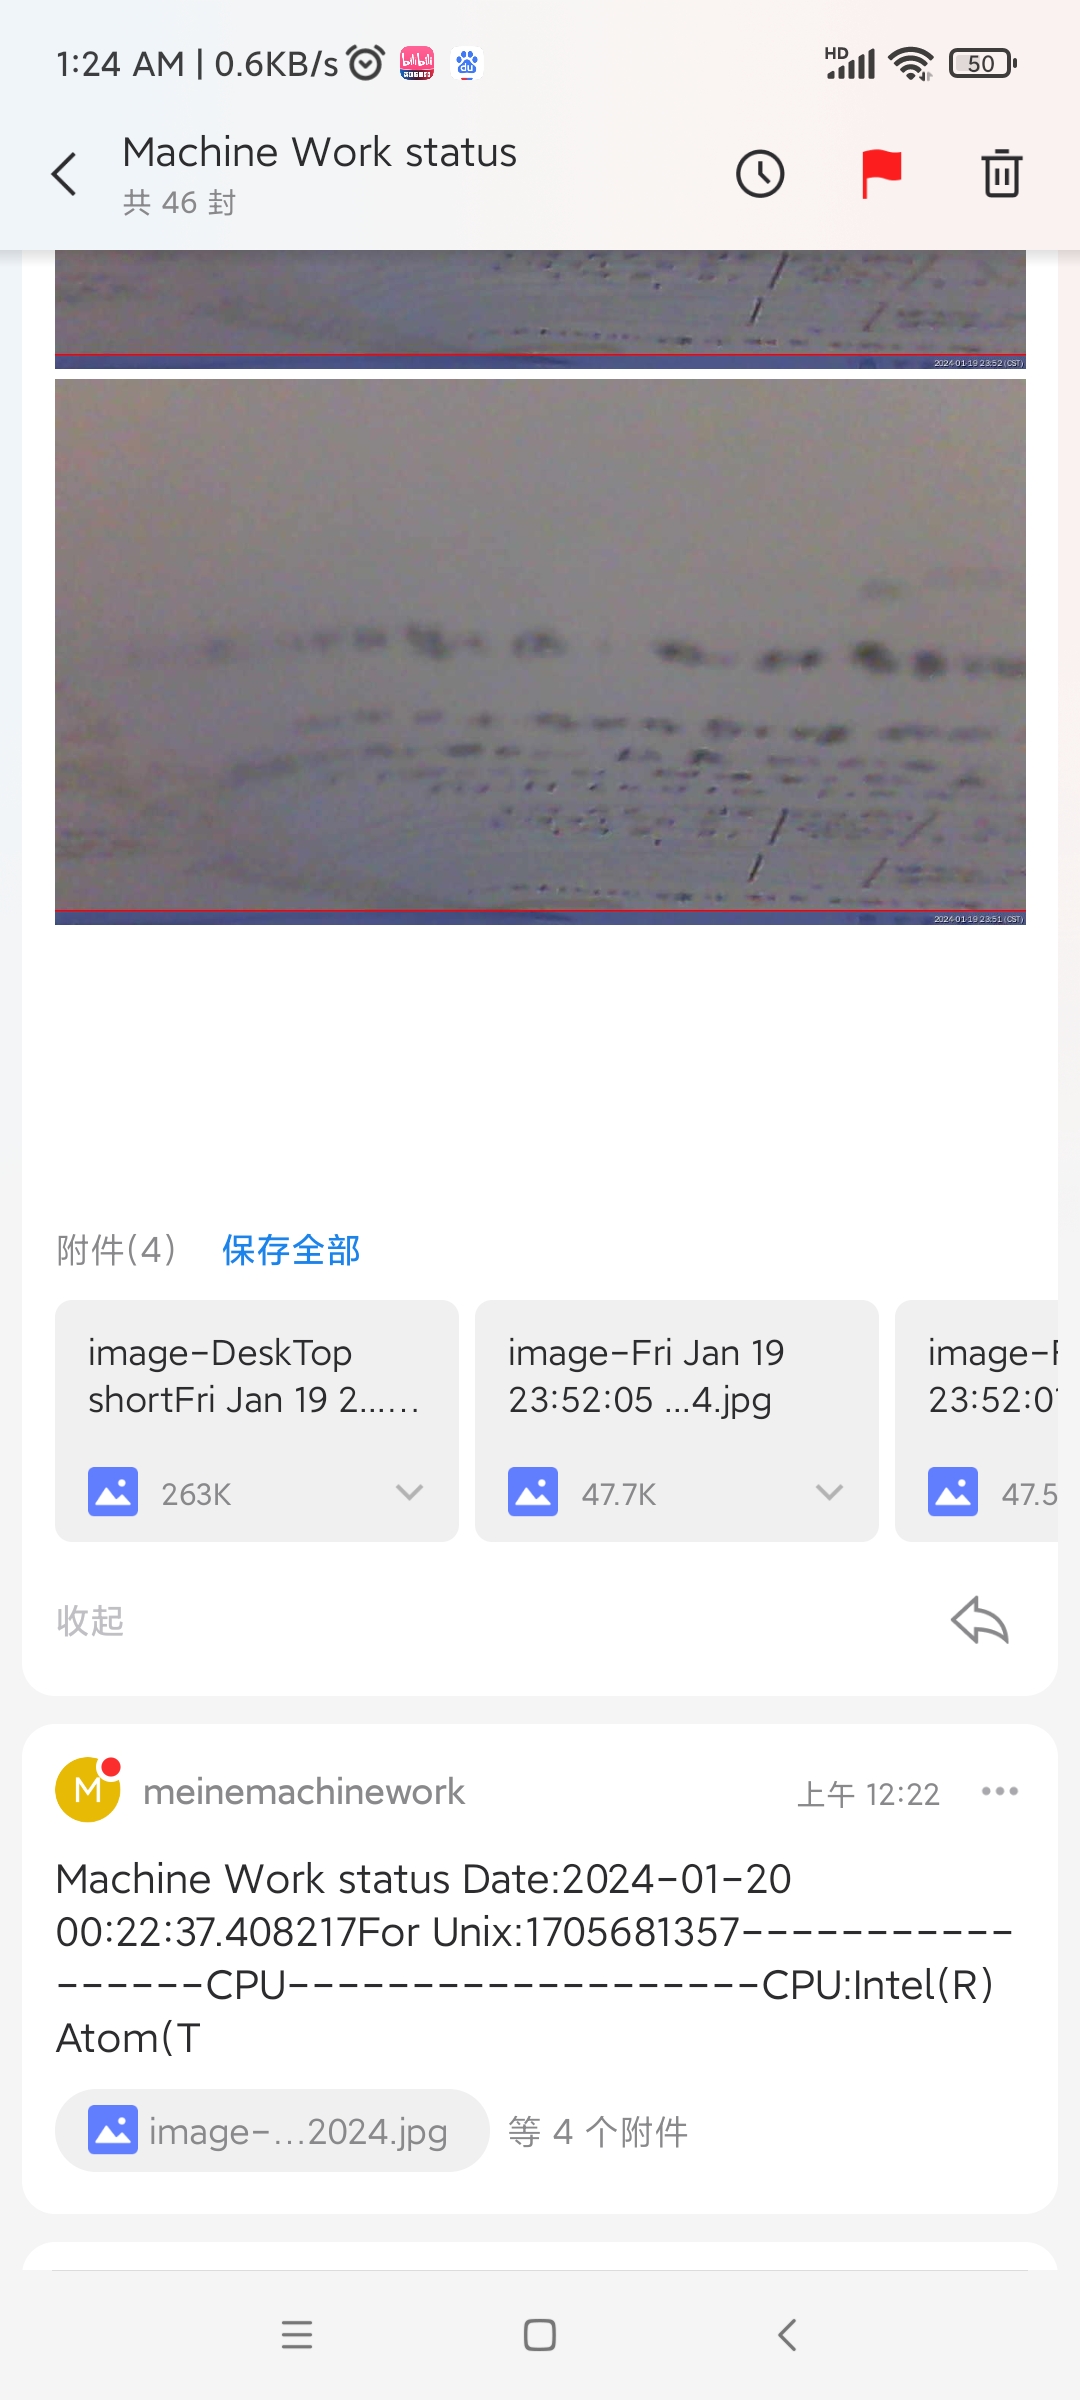 1:24 AM | 0.6KB/s
HD
50
Machine Work status
共 46 封
2024-01-19 23:52 (CST)
2024-01-19 23:51 (CST)
附件(4) 保存全部
image-DeskTop
shortFri Jan 19 2......
263K
image-Fri Jan 19
23:52:05 ...4.jpg
47.7K
image-F
23:52:0
47.5
收起
M
meinemachinework
上午 12:22
Machine Work status Date:2024-01-20
00:22:37.408217For Unix:1705681357-----------
------CPU-------------------CPU:Intel(R)
Atom(T
image-...2024.jpg
等 4 个附件